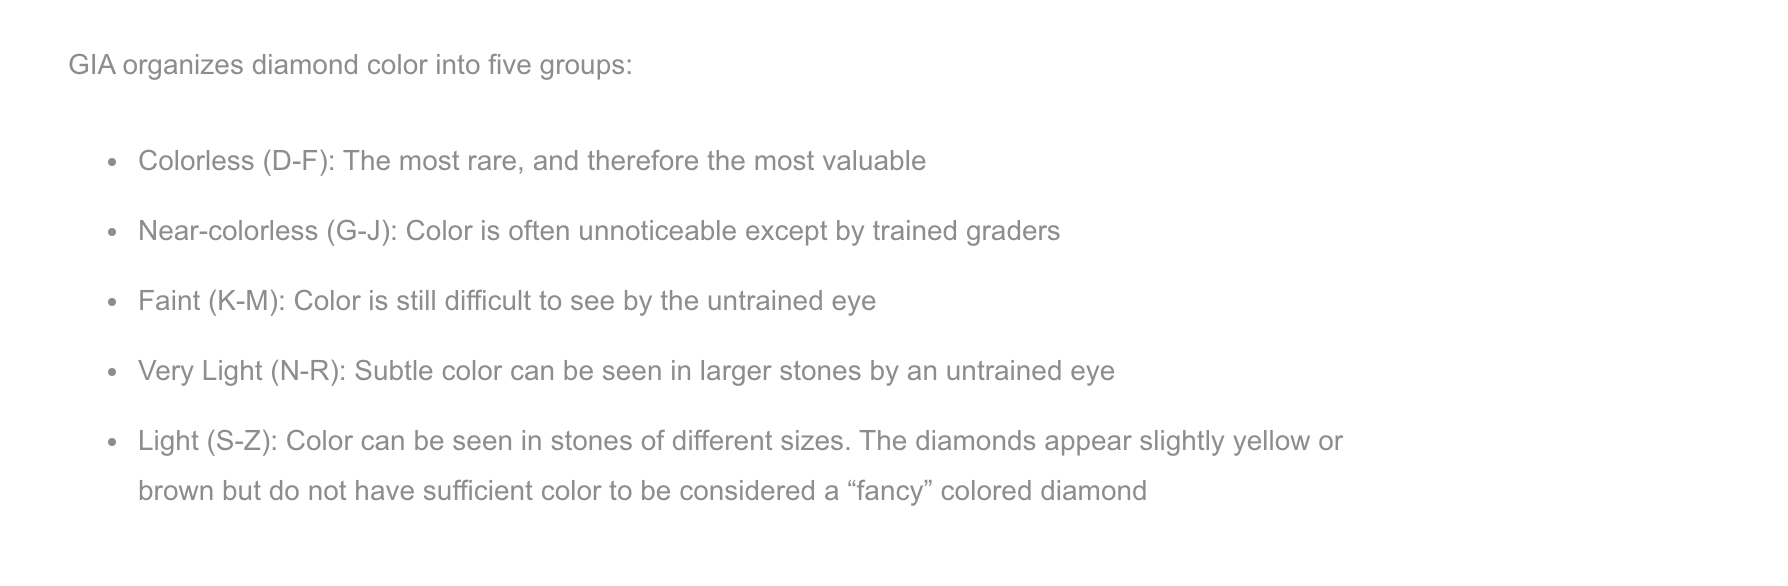 GIA organizes diamond color into five groups:
• Colorless (D-F): The most rare, and therefore the most valuable
• Near-colorless (G-J): Color is often unnoticeable except by trained graders
• Faint (K-M): Color is still difficult to see by the untrained eye
• Very Light (N-R): Subtle color can be seen in larger stones by an untrained eye
• Light (S-Z): Color can be seen in stones of different sizes. The diamonds appear slightly yellow or
brown but do not have sufficient color to be considered a “fancy” colored diamond